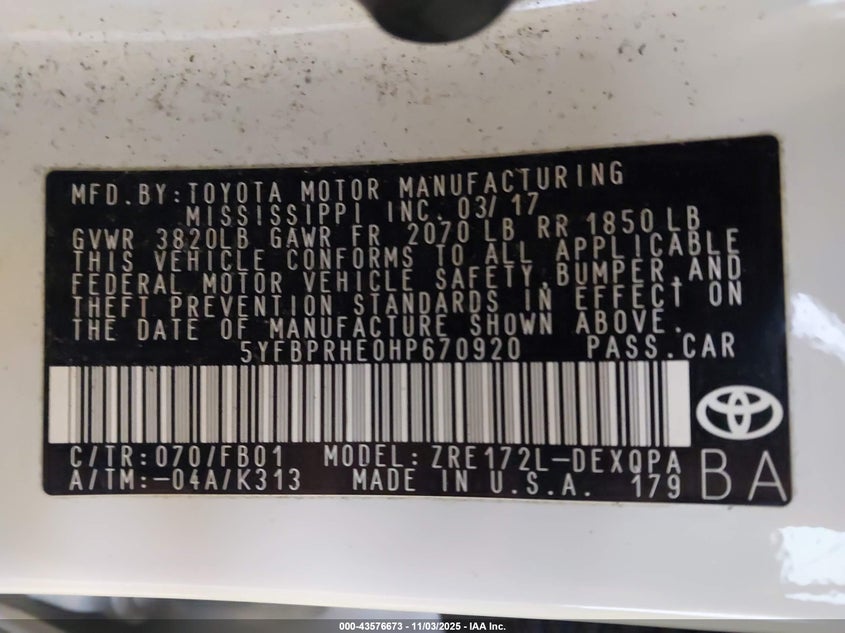 MFD.BY:TOYOTA MOTOR MANUFACTURING
MISSISSIPPI INC. 03/17
GVWR 3820LB GAWR FR 2070 LB RR 1850 LB
THIS VEHICLE CONFORMS TO ALL APPLICABLE
FEDERAL MOTOR VEHICLE SAFETY,BUMPER,AND
THEFT PREVENTION STANDARDS IN EFFECT ON
THE DATE OF MANUFACTURE SHOWN ABOVE.
5YFBPRHE0HP670920 PASS.CAR
C/TR:070/FB01 MODEL:ZRE172L-DEXQPA
A/TM:-04A/K313 MADE IN U.S.A. 179
BA
000-43576673 - 11/03/2025 - IAA Inc.